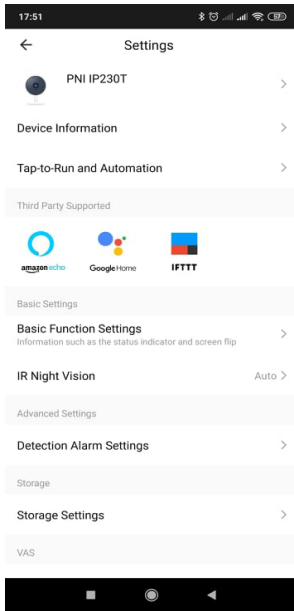 17:51
57
Settings
PNI IP230T
Device Information
Tap-to-Run and Automation
Third Party Supported
amazon echo
Google Home
IFTTT
Basic Settings
Basic Function Settings
Information such as the status indicator and screen flip
IR Night Vision
Auto
Advanced Settings
Detection Alarm Settings
Storage
Storage Settings
VAS